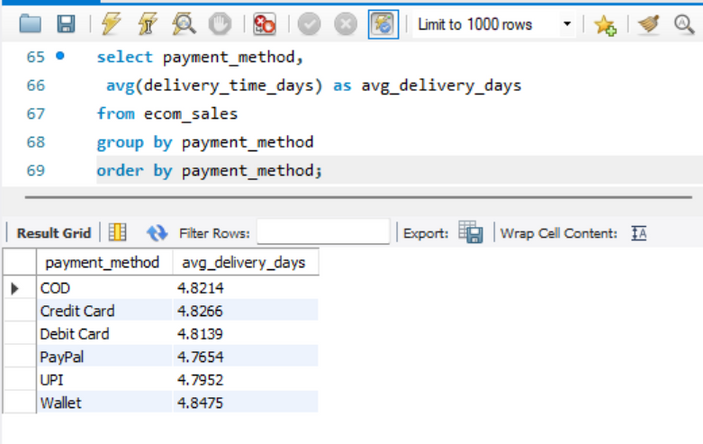 Limit to 1000 rows
65 select payment_method,
66 avg(delivery_time_days) as avg_delivery_days
67 from ecom_sales
68 group by payment_method
69 order by payment_method;
Result Grid Filter Rows: Export: Wrap Cell Content: IA
payment_method avg_delivery_days
COD 4.8214
Credit Card 4.8266
Debit Card 4.8139
PayPal 4.7654
UPI 4.7952
Wallet 4.8475